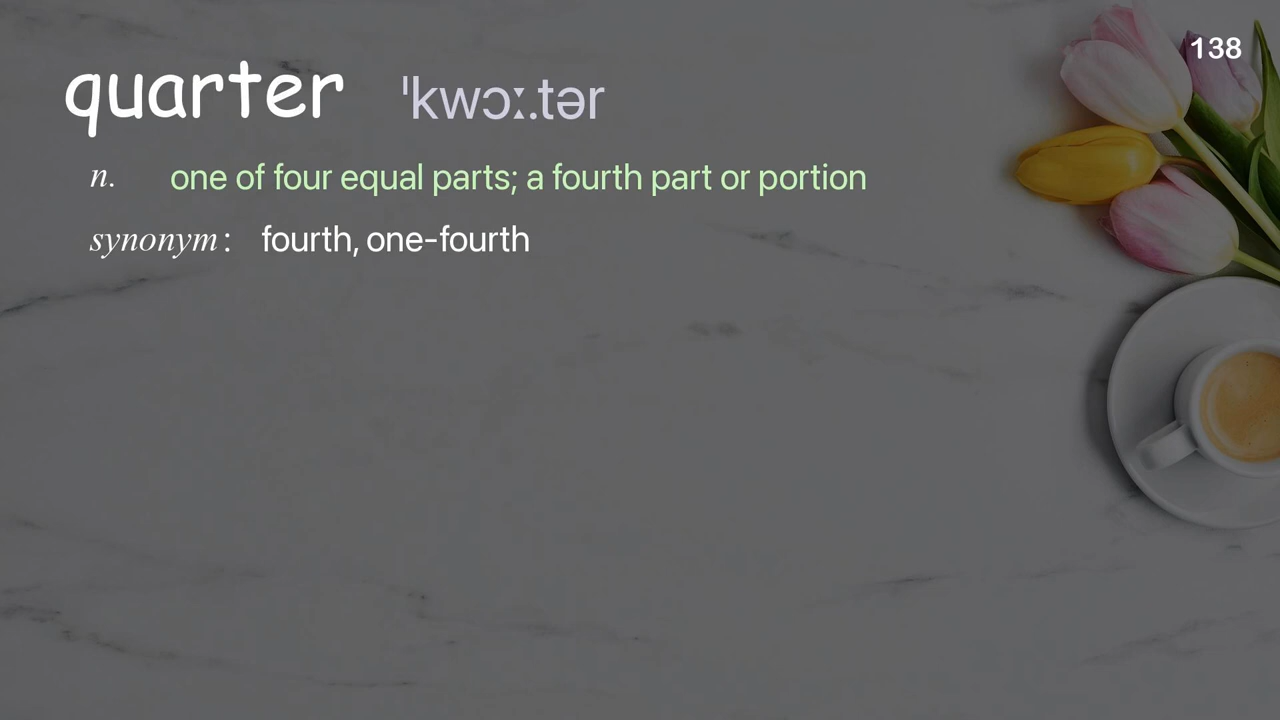 138
quarter ˈkwɔː.tər
n. one of four equal parts; a fourth part or portion
synonym: fourth, one-fourth